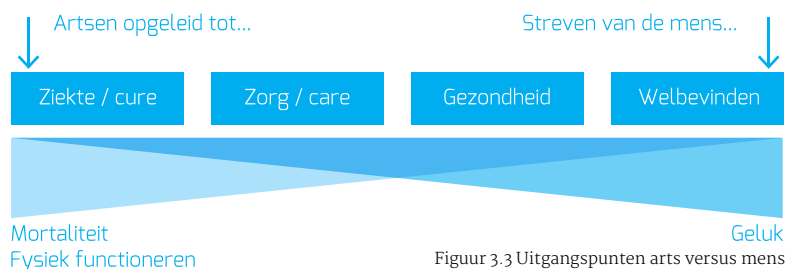 Artsen opgeleid tot...
Streven van de mens...
Ziekte / cure
Zorg / care
Gezondheid
Welbevinden
Mortaliteit
Fysiek functioneren
Geluk
Figuur 3.3 Uitgangspunten arts versus mens